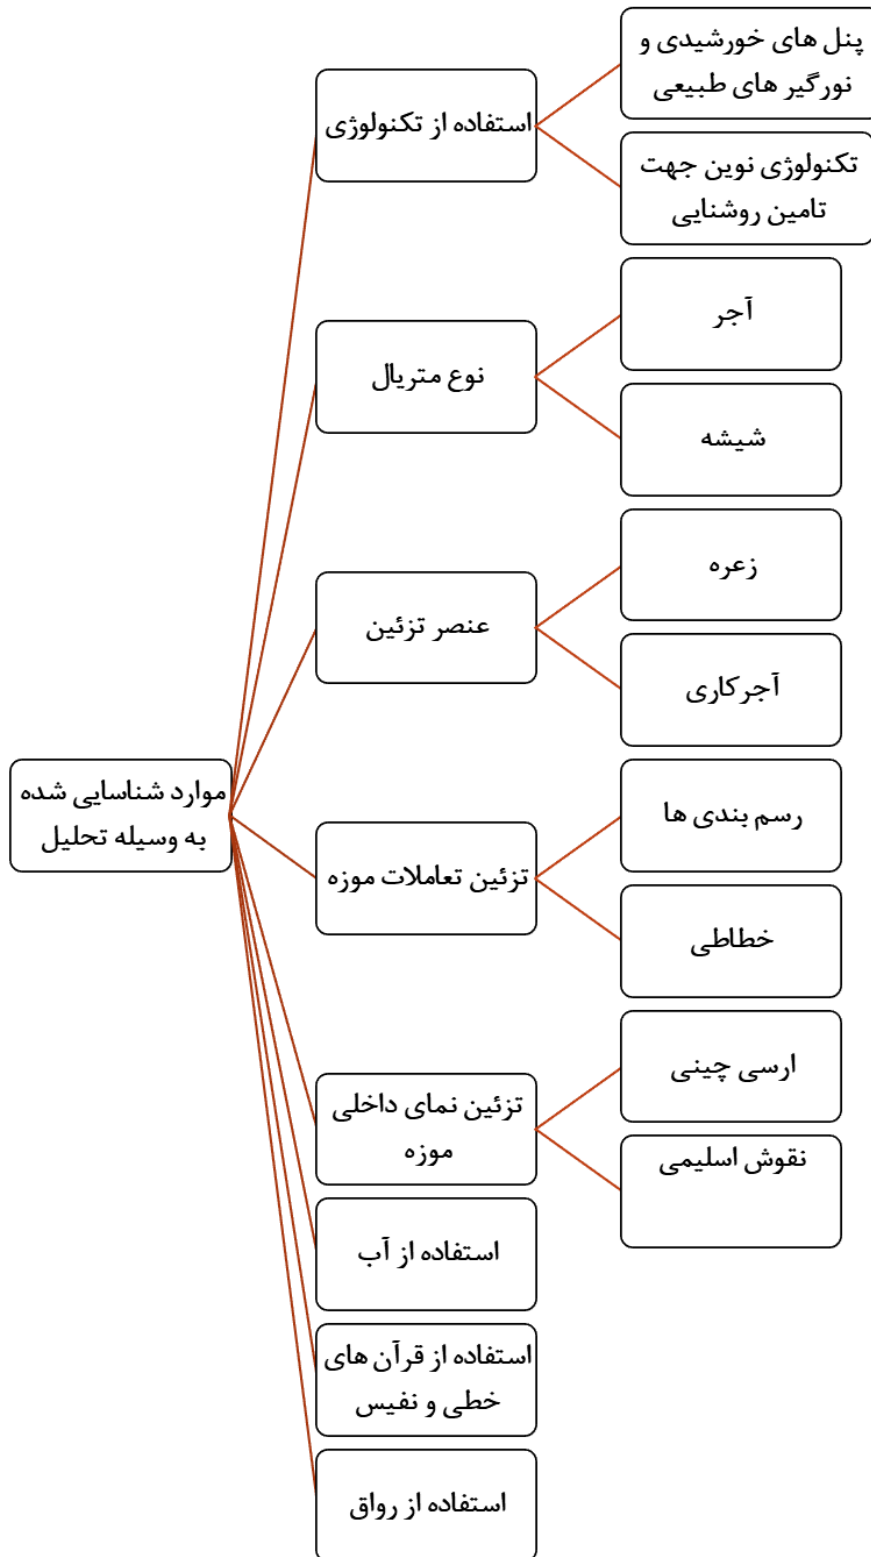 موارد شناسایی شده
به وسیله تحلیل
استفاده از تکنولوژی
پنل های خورشیدی و
نورگیر های طبیعی
تکنولوژی نوین جهت
تامین روشنایی
نوع متریال
آجر
شیشه
عنصر تزئین
زعره
آجرکاری
تزئین تعاملات موزه
رسم بندی ها
خطاطی
تزئین نمای داخلی
موزه
ارسی چینی
نقوش اسلیمی
استفاده از آب
استفاده از قرآن های
خطی و نفیس
استفاده از رواق